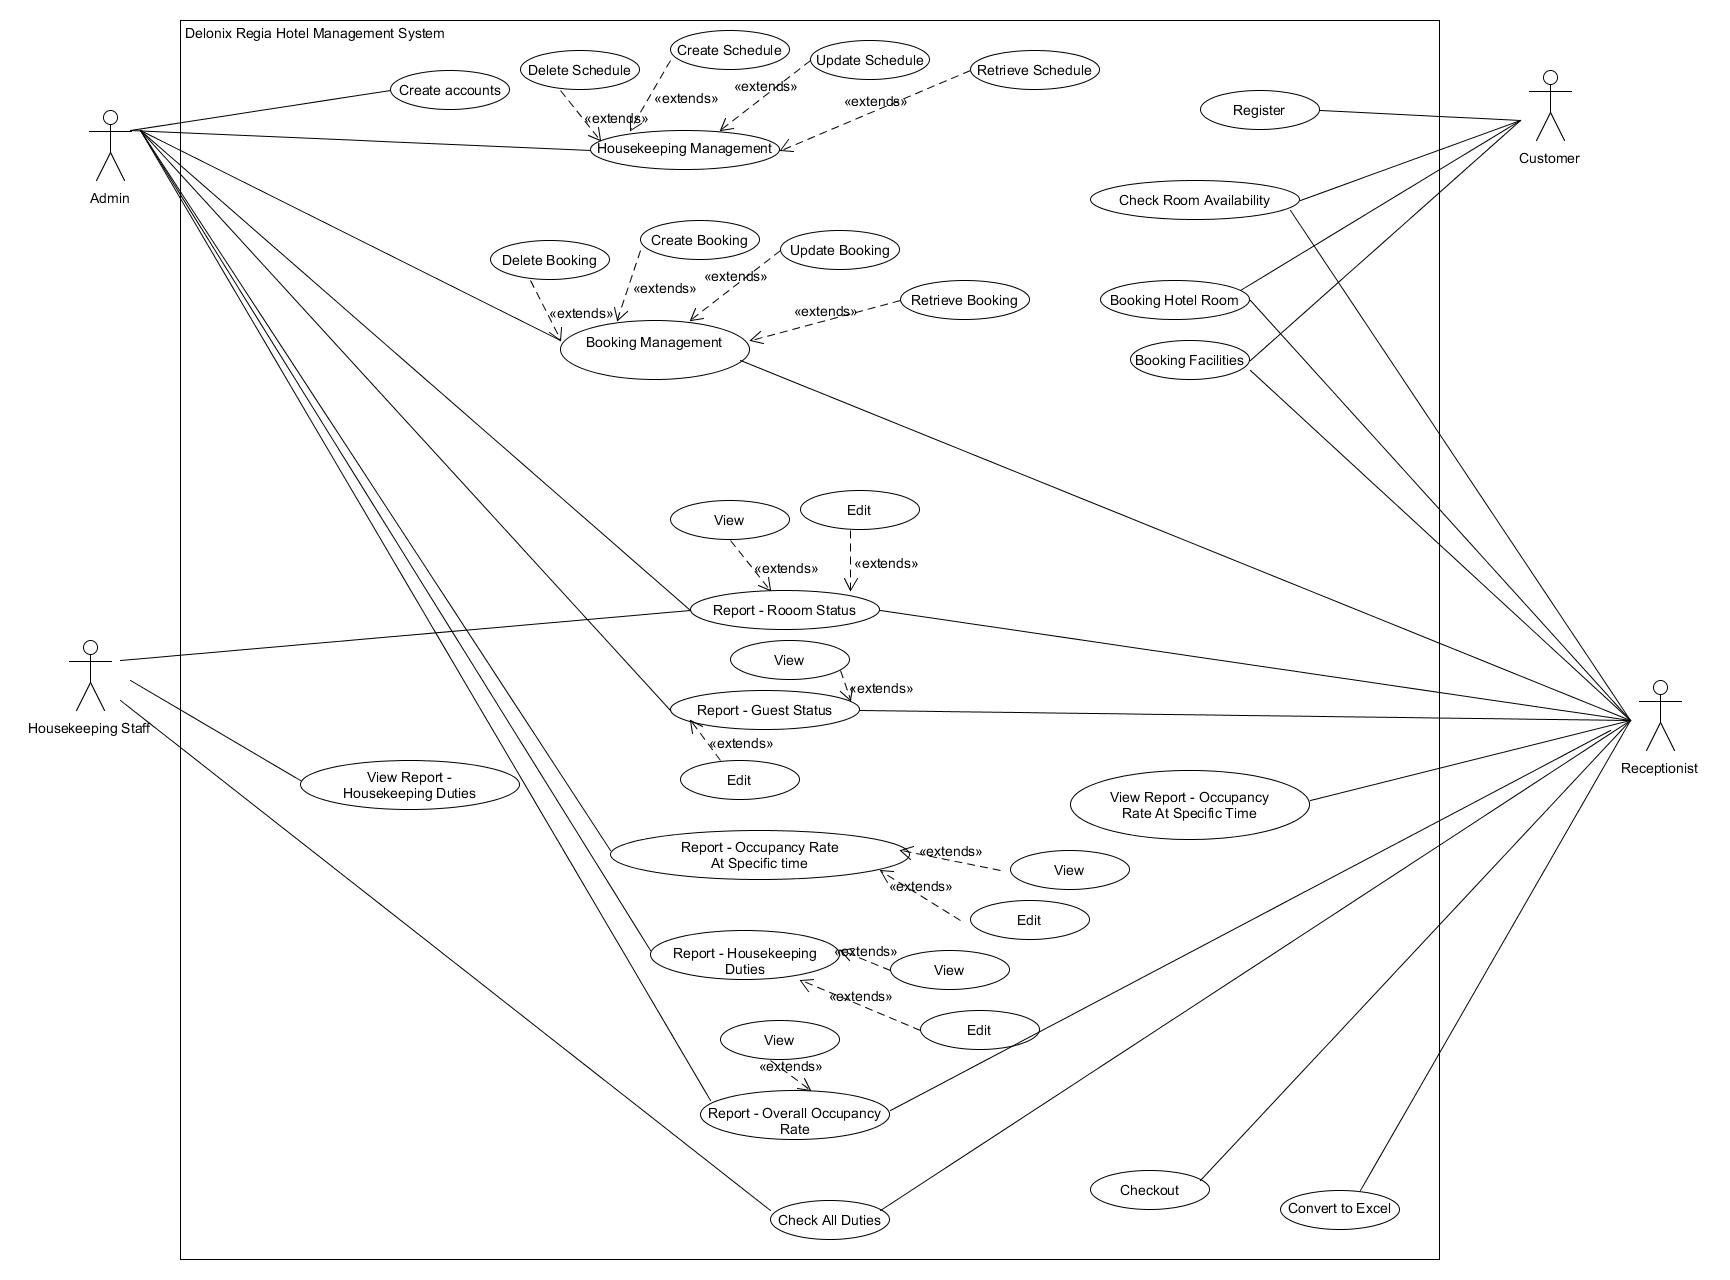 Delonix Regia Hotel Management System
Create Schedule
Delete Schedule
Update Schedule
Retrieve Schedule
Create accounts
«extends»
«extends»
«extends»
«extends»
Register
Housekeeping Management
Customer
Admin
Check Room Availability
Create Booking
Delete Booking
Update Booking
«extends»
«extends»
Retrieve Booking
Booking Hotel Room
«extends»
«extends»
Booking Management
Booking Facilities
View
Edit
«extends»
«extends»
Report - Rooom Status
View
«extends»
Report - Guest Status
Housekeeping Staff
«extends»
Edit
Receptionist
View Report -
Housekeeping Duties
View Report - Occupancy
Rate At Specific Time
Report - Occupancy Rate
At Specific time
«extends»
View
«extends»
Edit
Report - Housekeeping
Duties
«extends»
View
«extends»
Edit
View
«extends»
Report - Overall Occupancy
Rate
Checkout
Convert to Excel
Check All Duties